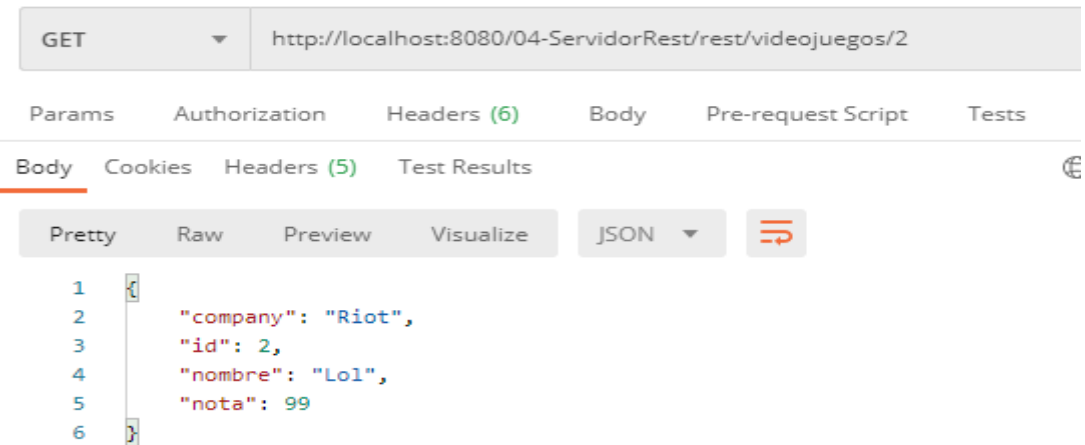 GET http://localhost:8080/04-ServidorRest/rest/videojuegos/2
Params Authorization Headers (6) Body Pre-request Script Tests
Body Cookies Headers (5) Test Results
Pretty Raw Preview Visualize JSON
1 {
2 "company": "Riot",
3 "id": 2,
4 "nombre": "Lol",
5 "nota": 99
6 }